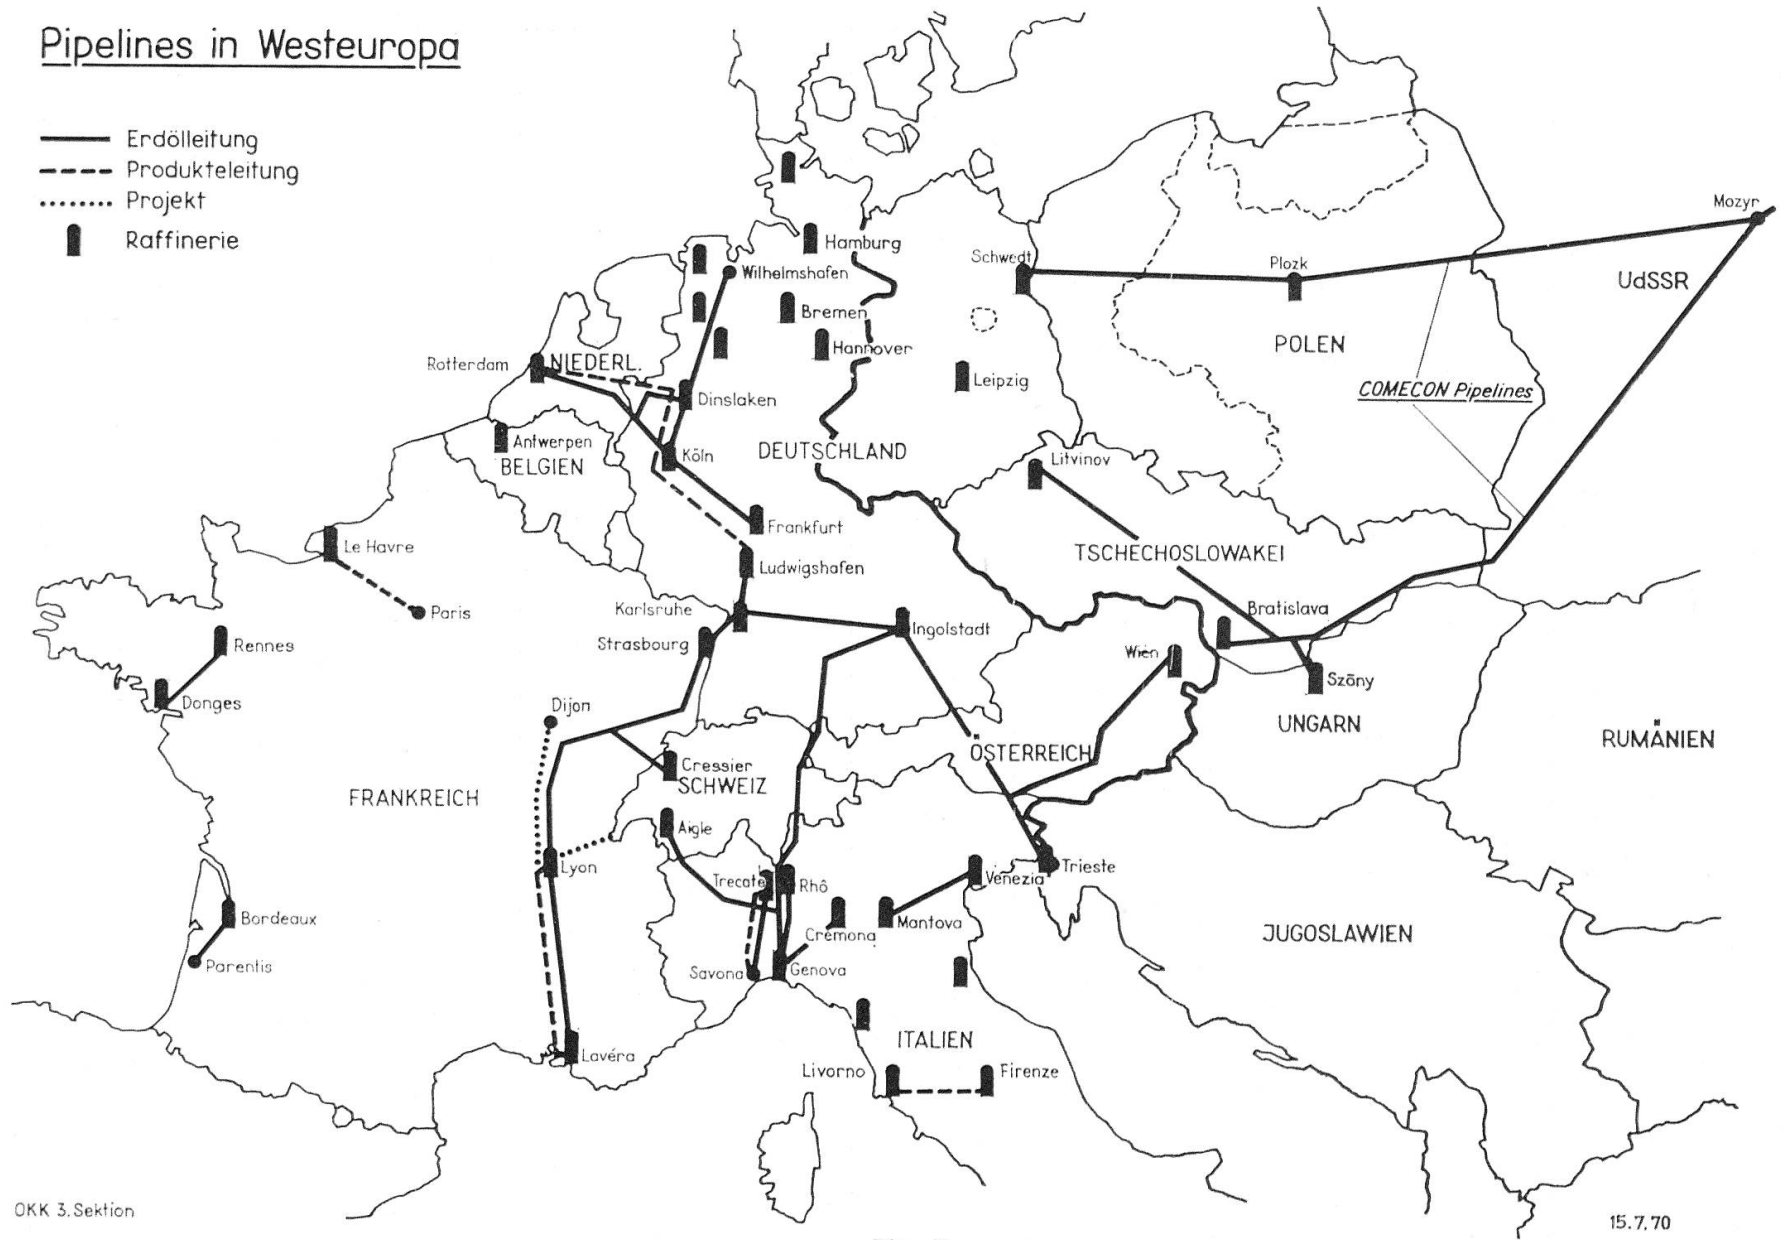 Pipelines in Westeuropa
Erdölleitung
Produkteleitung
Projekt
Raffinerie
Mozyr
Hamburg
Wilhelmshafen
Schwedt
Plozk
UdSSR
Bremen
Hannover
POLEN
Rotterdam
NIEDERL.
Leipzig
COMECON Pipelines
Dinslaken
Antwerpen
BELGIEN
Köln
DEUTSCHLAND
Litvinov
Frankfurt
Le Havre
TSCHECHOSLOWAKEI
Ludwigshafen
Paris
Karlsruhe
Bratislava
Strasbourg
Ingolstadt
Rennes
Wien
Szōny
Donges
Dijon
UNGARN
RUMÄNIEN
ÖSTERREICH
Cressier
SCHWEIZ
FRANKREICH
Aigle
Lyon
Trecate
Rhô
Venezia
Trieste
Bordeaux
Mantova
Cremona
JUGOSLAWIEN
Parentis
Savona
Genova
ITALIEN
Lavéra
Livorno
Firenze
OKK 3.Sektion
15.7.70